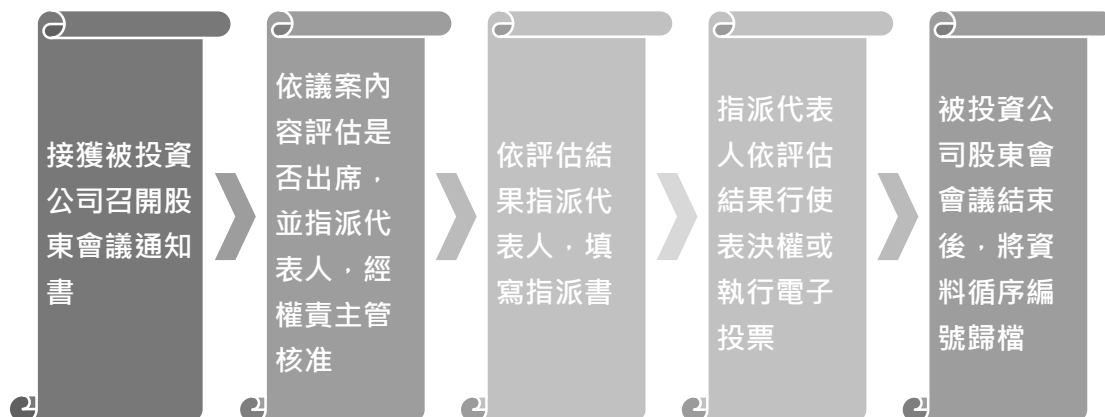 接獲被投資
公司召開股
東會議通知
書
依議案內
容評估是
否出席，
並指派代
表人，經
權責主管
核准
依評估結
果指派代
表人，填
寫指派書
指派代表
人依評估
結果行使
表決權或
執行電子
投票
被投資公
司股東會
會議結束
後，將資
料循序編
號歸檔